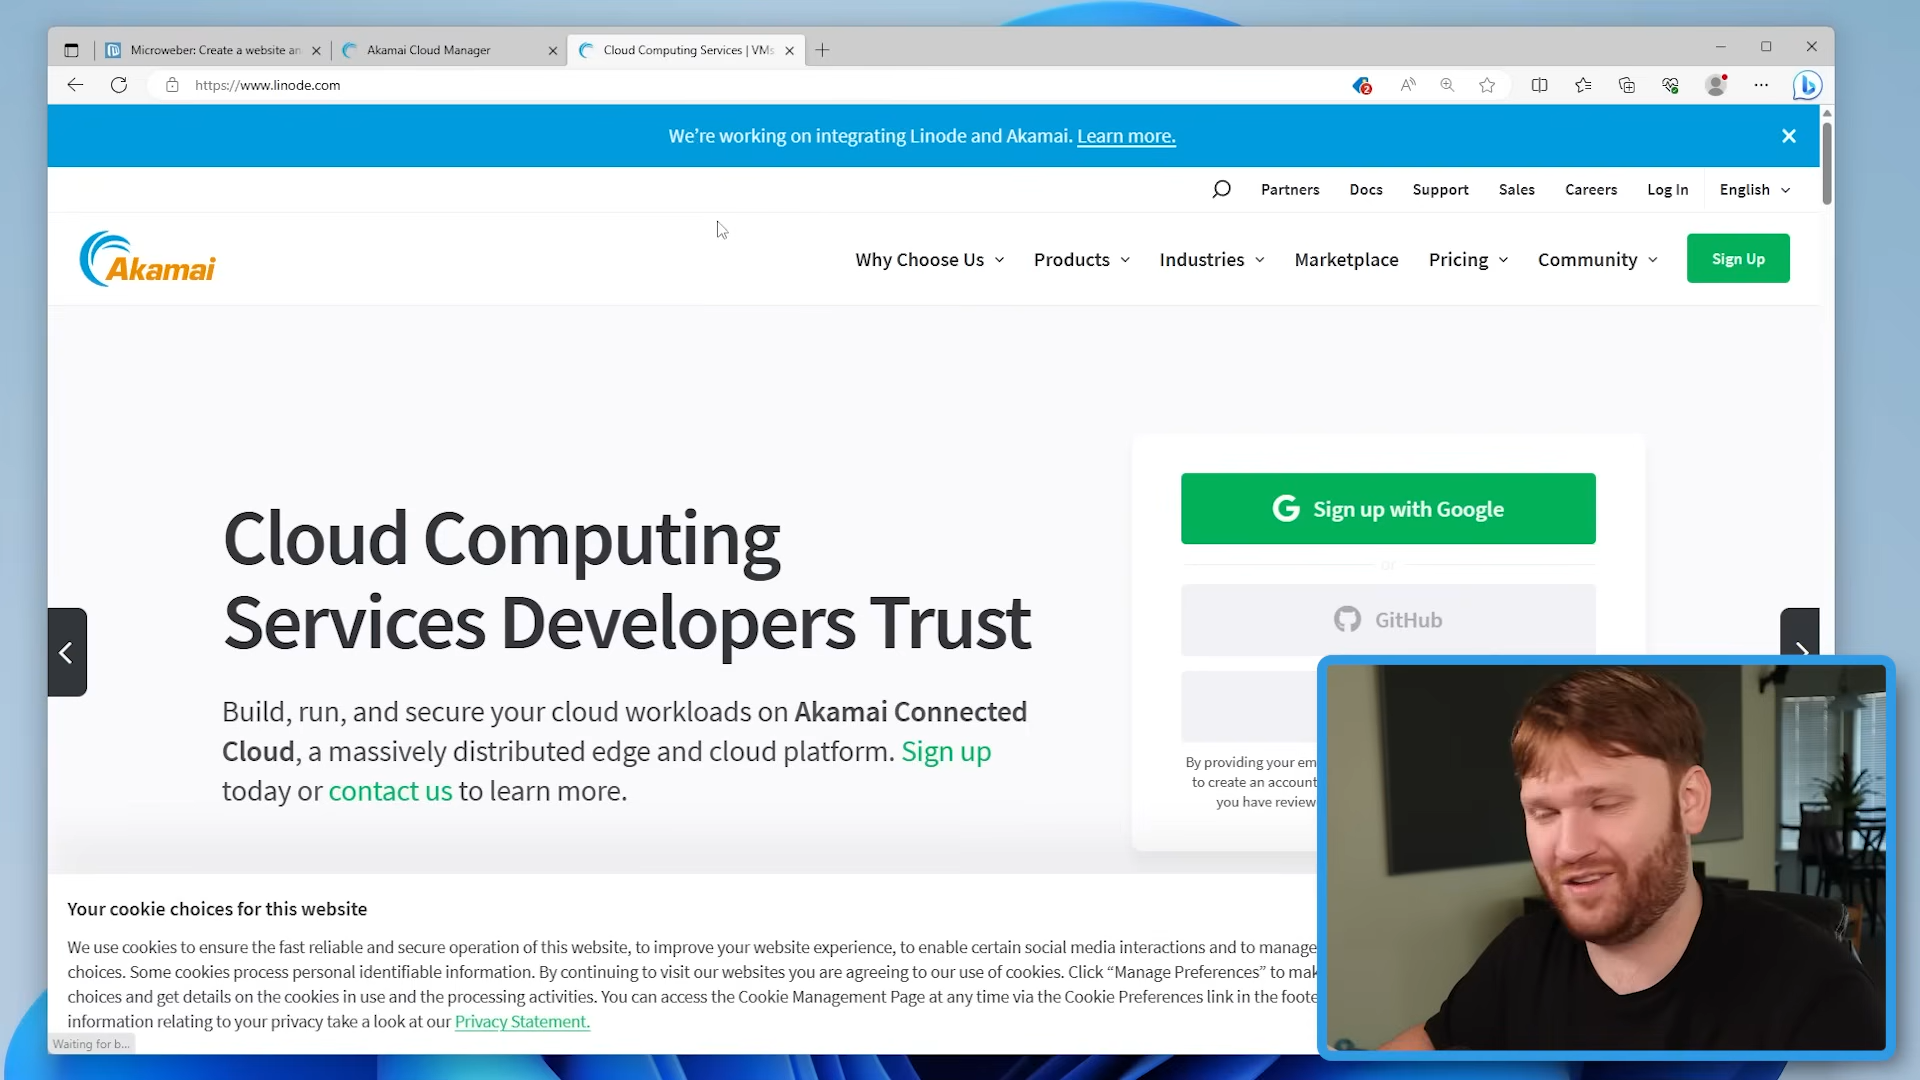 Microweber: Create a website an
Akamai Cloud Manager
Cloud Computing Services | VMs
https://www.linode.com
2
We're working on integrating Linode and Akamai. Learn more.
Partners
Docs
Support
Sales
Careers
Log In
English
Akamai
Why Choose Us
Products
Industries
Marketplace
Pricing
Community
Sign Up
Cloud Computing
Services Developers Trust
Build, run, and secure your cloud workloads on Akamai Connected
Cloud, a massively distributed edge and cloud platform. Sign up
today or contact us to learn more.
Sign up with Google
or
GitHub
By providing your em
to create an account
you have review
Your cookie choices for this website
We use cookies to ensure the fast reliable and secure operation of this website, to improve your website experience, to enable certain social media interactions and to manage
choices. Some cookies process personal identifiable information. By continuing to visit our websites you are agreeing to our use of cookies. Click “Manage Preferences” to mak
choices and get details on the cookies in use and the processing activities. You can access the Cookie Management Page at any time via the Cookie Preferences link in the foote
information relating to your privacy take a look at our Privacy Statement.
Waiting for b...